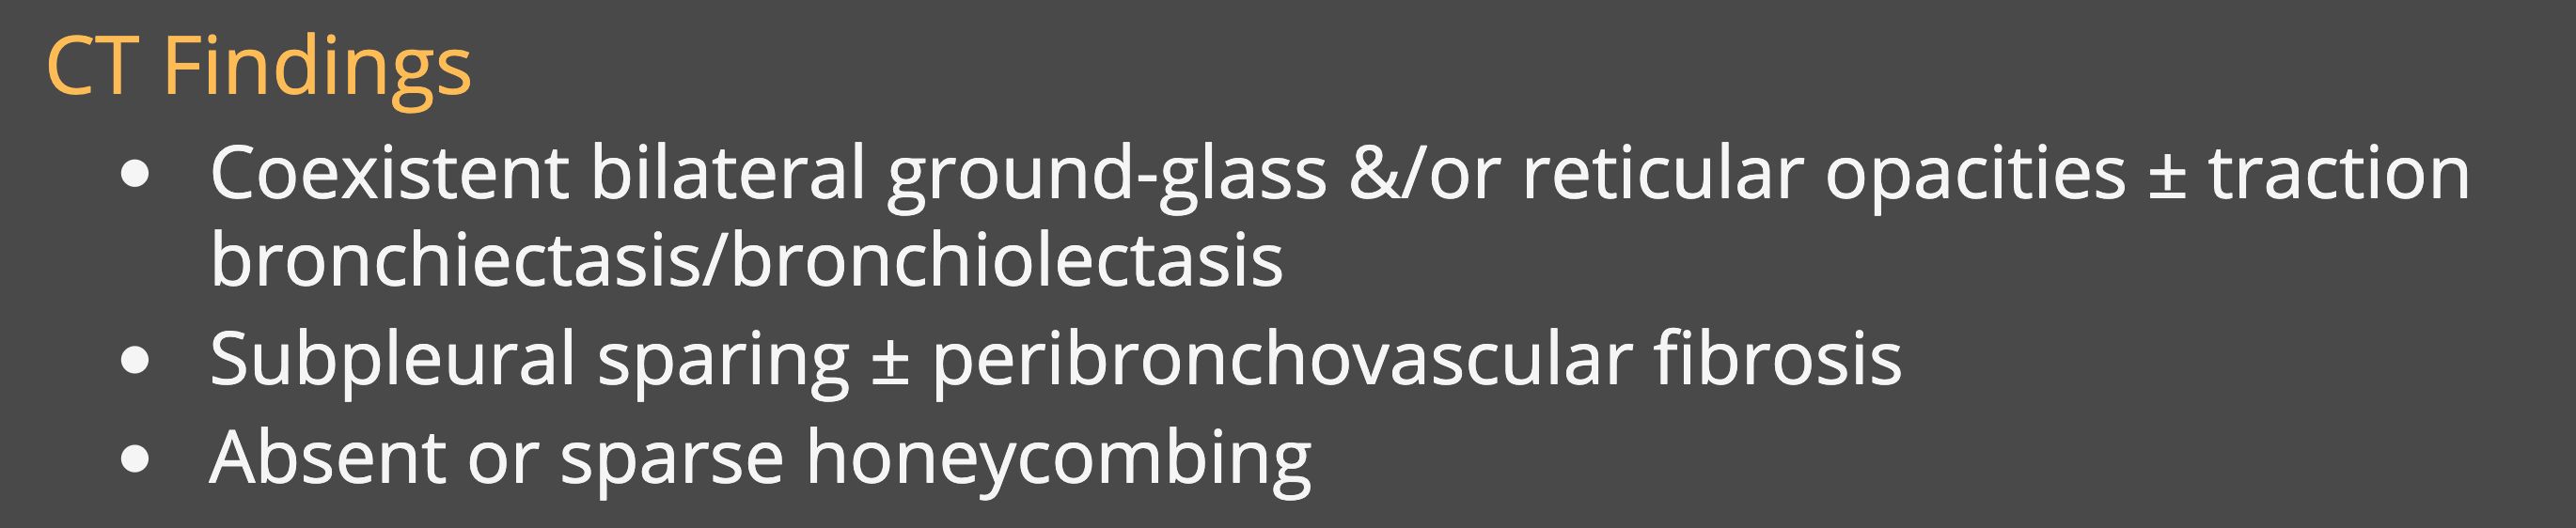 CT Findings
• Coexistent bilateral ground-glass &/or reticular opacities ± traction
bronchiectasis/bronchiolectasis
• Subpleural sparing ± peribronchovascular fibrosis
• Absent or sparse honeycombing